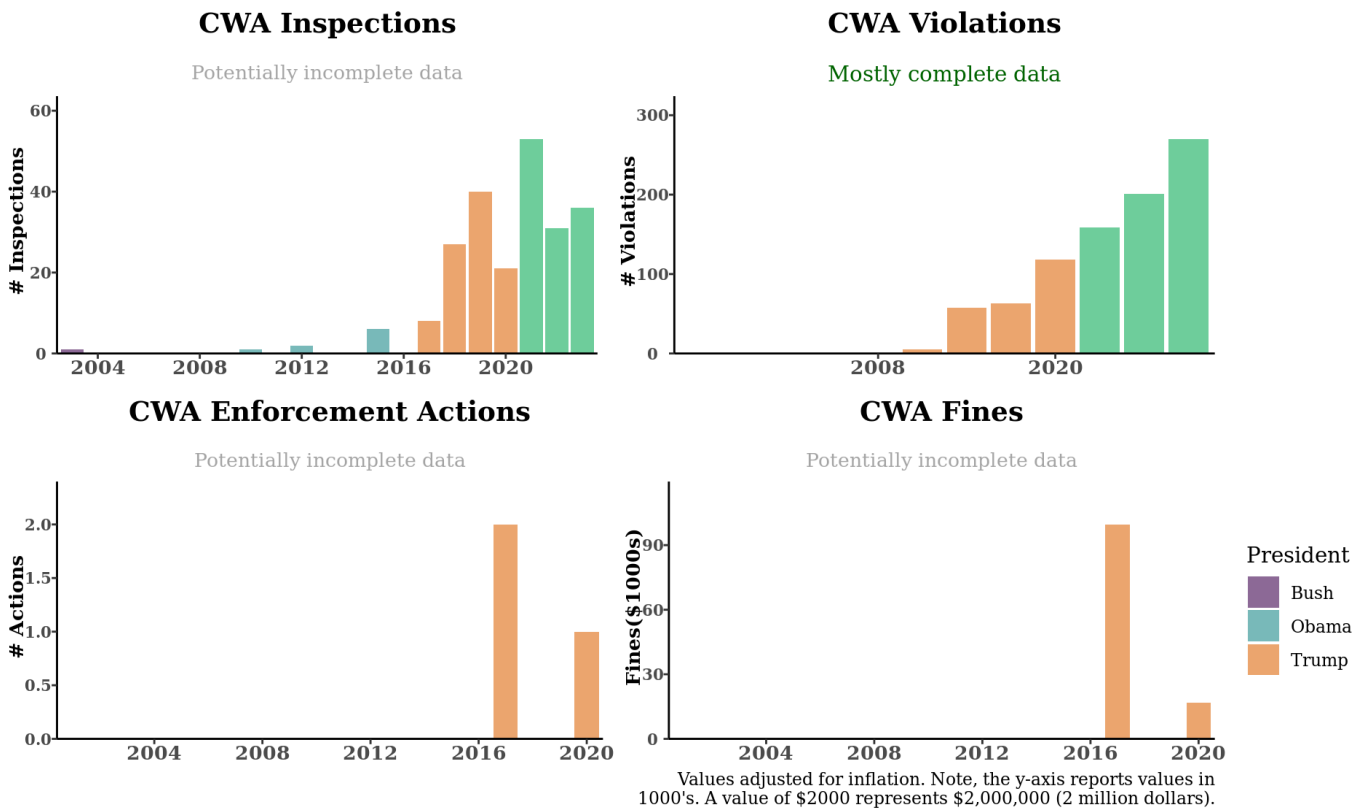 CWA Inspections
Potentially incomplete data
# Inspections
60
40
20
0
2004 2008 2012 2016 2020
CWA Violations
Mostly complete data
# Violations
300
200
100
0
2008 2020
CWA Enforcement Actions
Potentially incomplete data
# Actions
2.0
1.5
1.0
0.5
0.0
2004 2008 2012 2016 2020
CWA Fines
Potentially incomplete data
Fines($1000s)
90
60
30
0
2004 2008 2012 2016 2020
President
Bush
Obama
Trump
Values adjusted for inflation. Note, the y-axis reports values in
1000's. A value of $2000 represents $2,000,000 (2 million dollars).